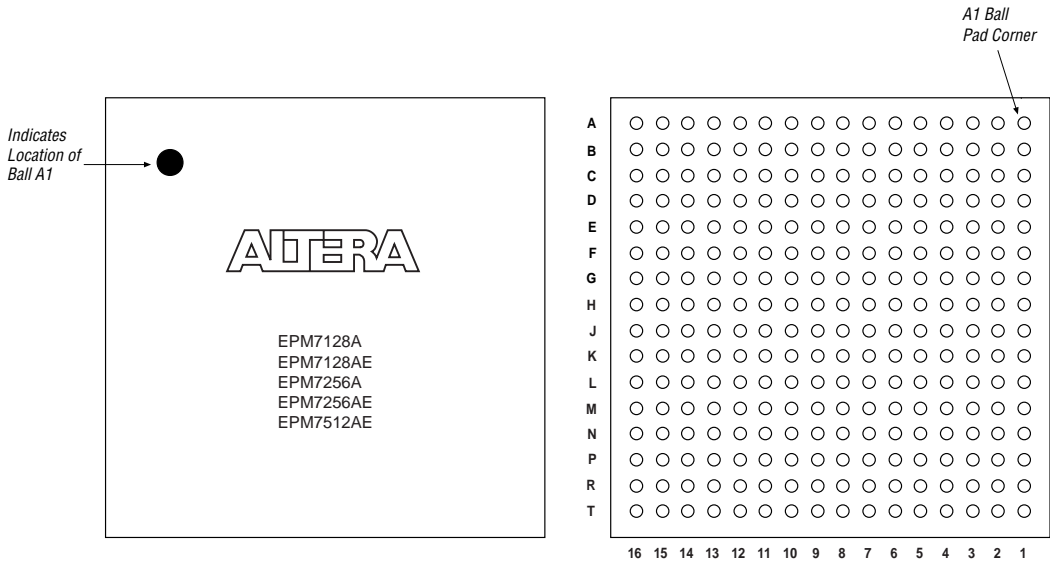 A1 Ball
Pad Corner
Indicates
Location of
Ball A1
ALTERA
EPM7128A
EPM7128AE
EPM7256A
EPM7256AE
EPM7512AE
A
B
C
D
E
F
G
H
J
K
L
M
N
P
R
T
16 15 14 13 12 11 10 9 8 7 6 5 4 3 2 1